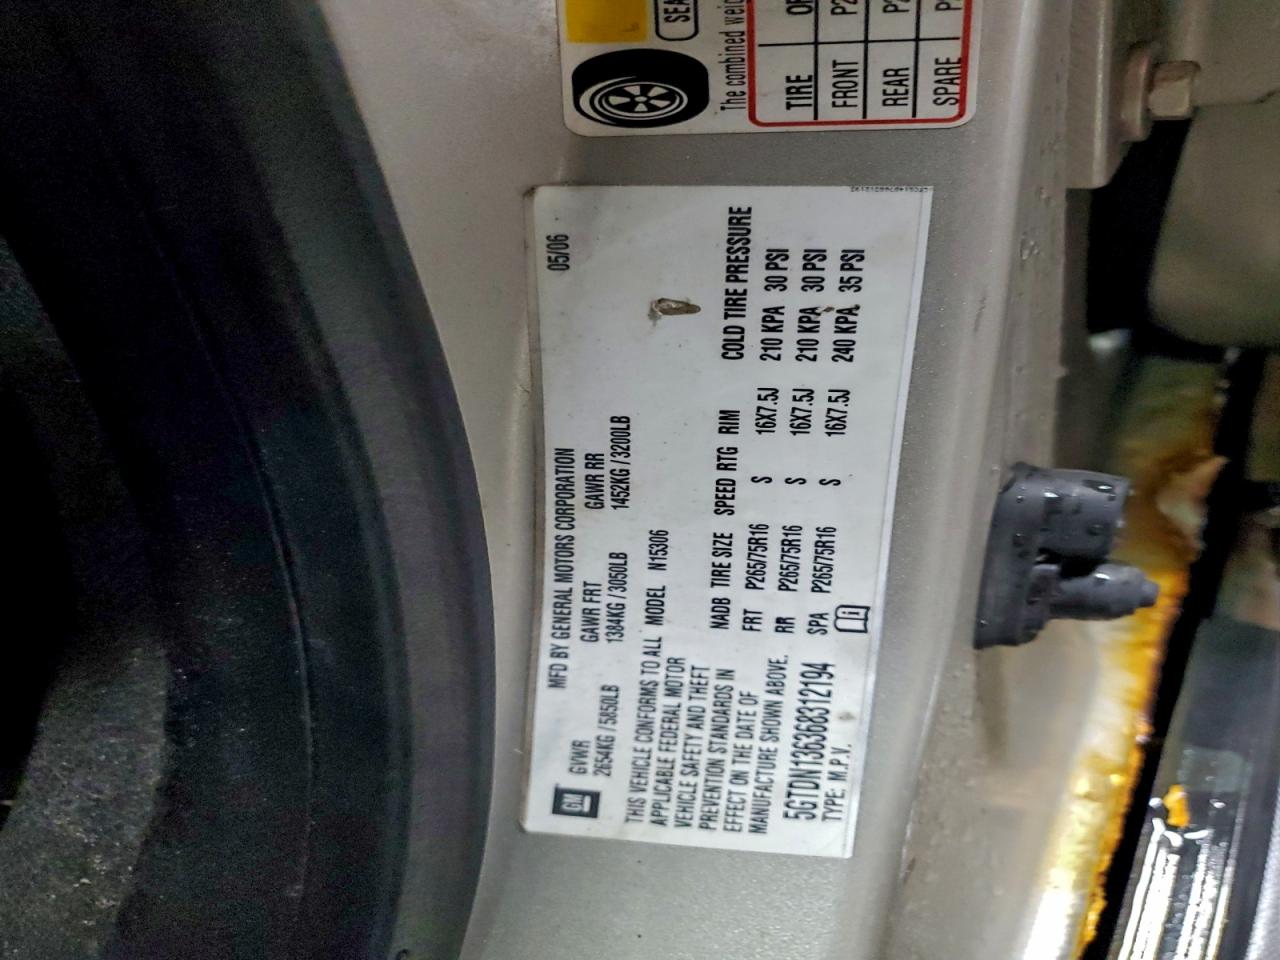 SEA
The combined weig
TIRE
FRONT P2
REAR P2
SPARE
GM
MFD BY GENERAL MOTORS CORPORATION 05/06
GVWR GAWR FRT GAWR RR
2654KG / 5850LB 1384KG / 3050LB 1452KG / 3200LB
THIS VEHICLE CONFORMS TO ALL
APPLICABLE FEDERAL MOTOR
VEHICLE SAFETY AND THEFT
PREVENTION STANDARDS IN
EFFECT ON THE DATE OF
MANUFACTURE SHOWN ABOVE.
5GTDN136368312194
TYPE: M.P.V.
MODEL N15306
NADB TIRE SIZE SPEED RTG RIM COLD TIRE PRESSURE
FRT P265/75R16 S 16X7.5J 210 KPA 30 PSI
RR P265/75R16 S 16X7.5J 210 KPA 30 PSI
SPA P265/75R16 S 16X7.5J 240 KPA 35 PSI